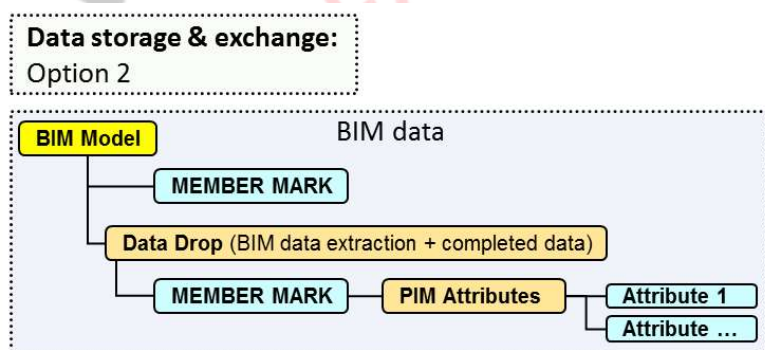 Data storage & exchange:
Option 2
BIM data
BIM Model
MEMBER MARK
Data Drop (BIM data extraction + completed data)
MEMBER MARK
PIM Attributes
Attribute 1
Attribute ...